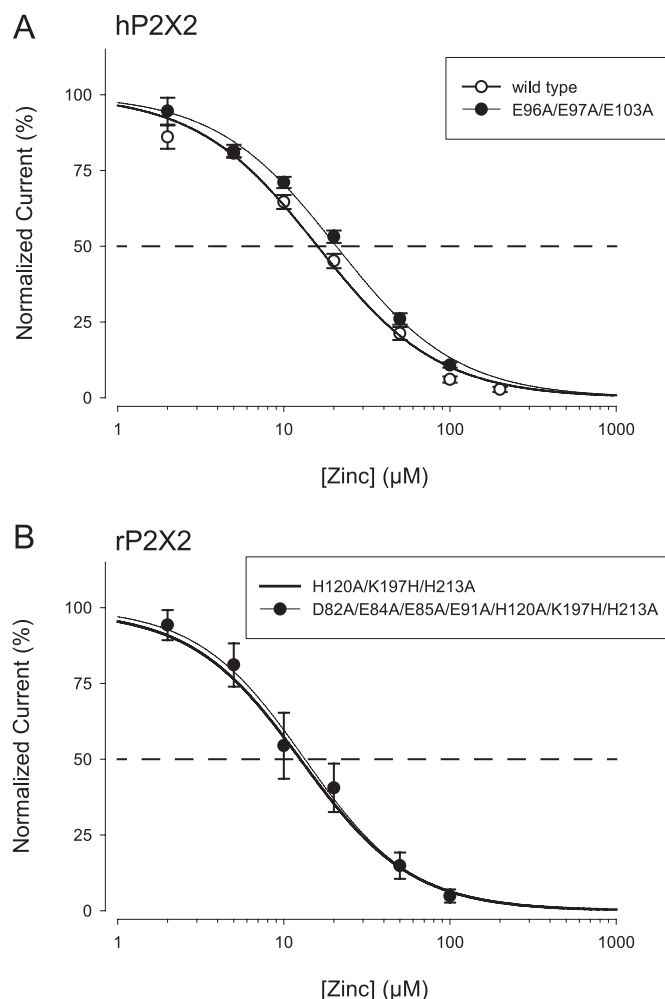 A
hP2X2
wild type
E96A/E97A/E103A
100
75
50
25
0
Normalized Current (%)
1
10
100
1000
[Zinc] (µM)
B
rP2X2
H120A/K197H/H213A
D82A/E84A/E85A/E91A/H120A/K197H/H213A
100
75
50
25
0
Normalized Current (%)
1
10
100
1000
[Zinc] (µM)